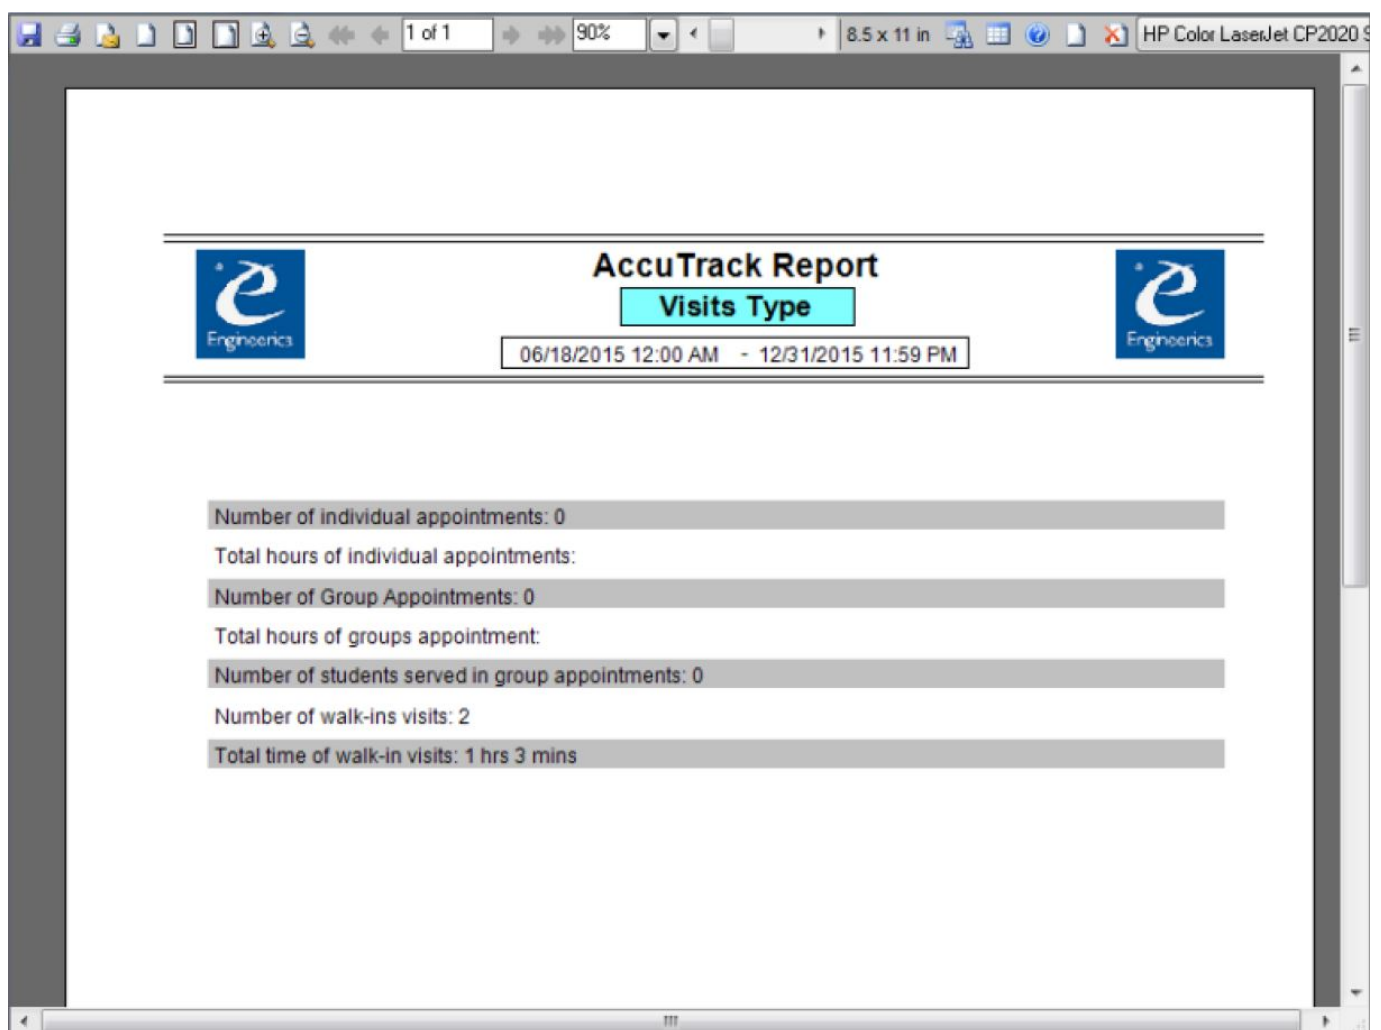 1 of 1 90% 8.5 x 11 in HP Color LaserJet CP2020 S
AccuTrack Report
Visits Type
Engineerics
Engineerics
06/18/2015 12:00 AM - 12/31/2015 11:59 PM
Number of individual appointments: 0
Total hours of individual appointments:
Number of Group Appointments: 0
Total hours of groups appointment:
Number of students served in group appointments: 0
Number of walk-ins visits: 2
Total time of walk-in visits: 1 hrs 3 mins